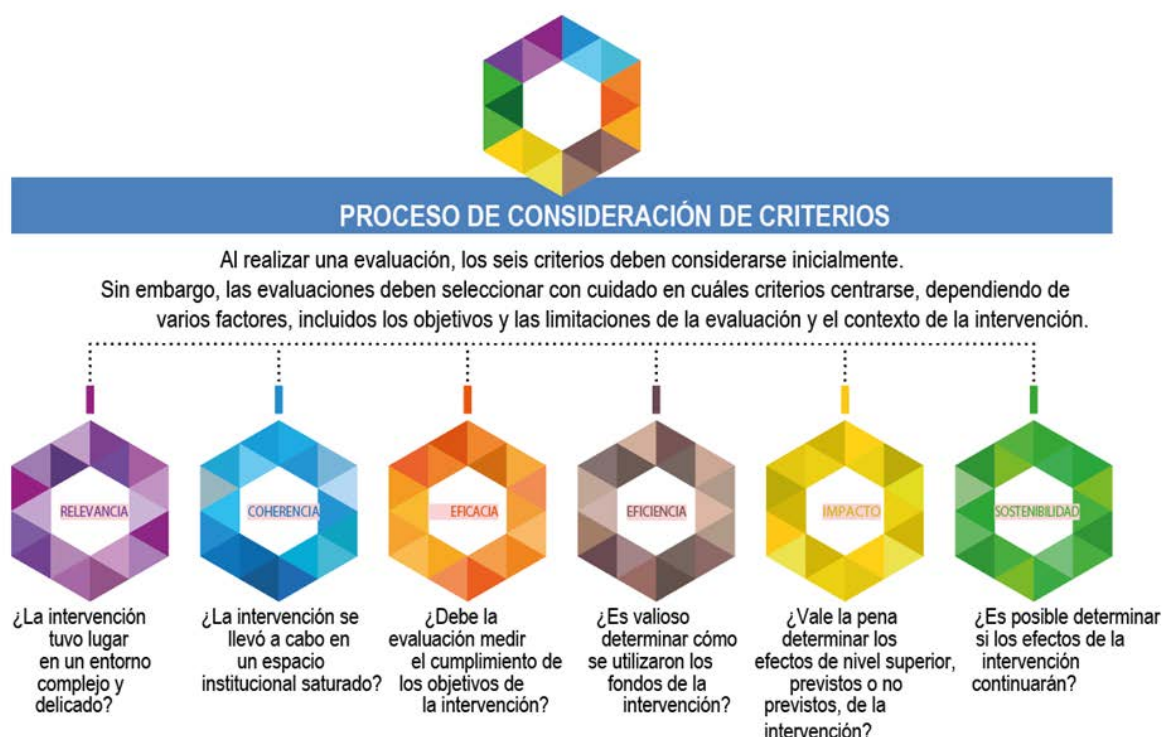 PROCESO DE CONSIDERACIÓN DE CRITERIOS
Al realizar una evaluación, los seis criterios deben considerarse inicialmente.
Sin embargo, las evaluaciones deben seleccionar con cuidado en cuáles criterios centrarse, dependiendo de
varios factores, incluidos los objetivos y las limitaciones de la evaluación y el contexto de la intervención.
RELEVANCIA
¿La intervención
tuvo lugar
en un entorno
complejo y
delicado?
COHERENCIA
¿La intervención se
llevó a cabo en
un espacio
institucional saturado?
EFICACIA
¿Debe la
evaluación medir
el cumplimiento de
los objetivos de
la intervención?
EFICIENCIA
¿Es valioso
determinar cómo
se utilizaron los
fondos de la
intervención?
IMPACTO
¿Vale la pena
determinar los
efectos de nivel superior,
previstos o no
previstos, de la
intervención?
SOSTENIBILIDAD
¿Es posible determinar
si los efectos de la
intervención
continuarán?